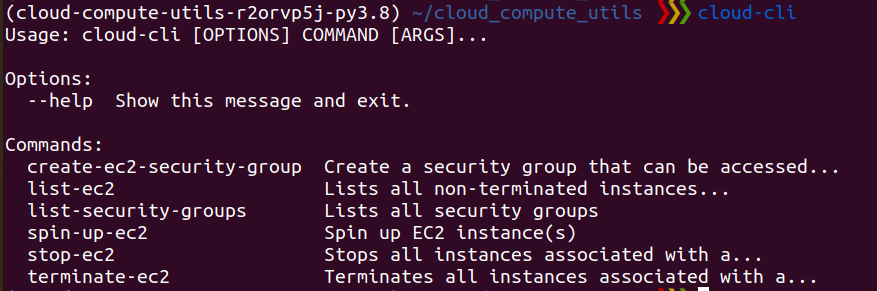 (cloud-compute-utils-r2orvp5j-py3.8) ~/cloud_compute_utils ❯❯❯ cloud-cli
Usage: cloud-cli [OPTIONS] COMMAND [ARGS]...
Options:
  --help  Show this message and exit.
Commands:
  create-ec2-security-group  Create a security group that can be accessed...
  list-ec2                   Lists all non-terminated instances...
  list-security-groups       Lists all security groups
  spin-up-ec2                Spin up EC2 instance(s)
  stop-ec2                   Stops all instances associated with a...
  terminate-ec2              Terminates all instances associated with a...